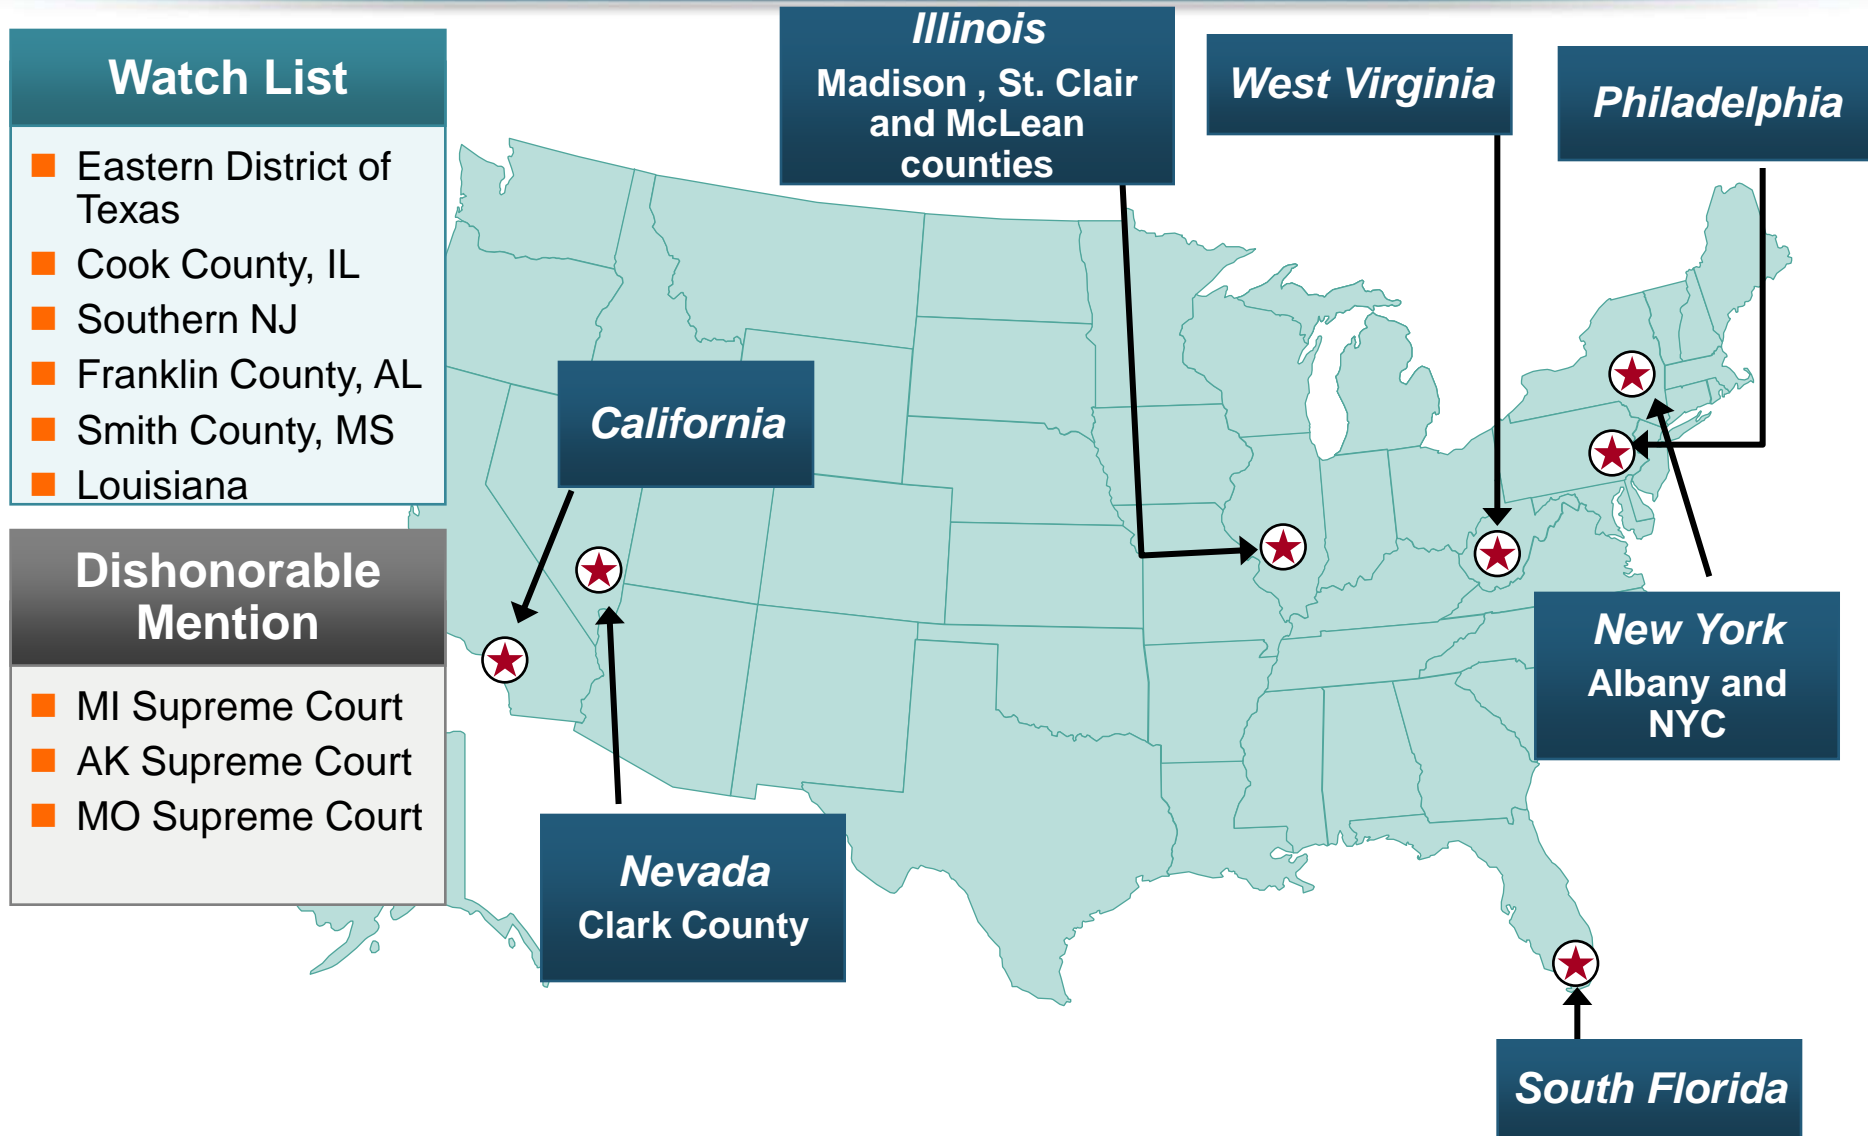 Watch List
Eastern District of
Texas
Cook County, IL
Southern NJ
Franklin County, AL
Smith County, MS
Louisiana
Dishonorable
Mention
MI Supreme Court
AK Supreme Court
MO Supreme Court
Illinois
Madison , St. Clair
and McLean
counties
West Virginia
Philadelphia
California
New York
Albany and
NYC
Nevada
Clark County
South Florida